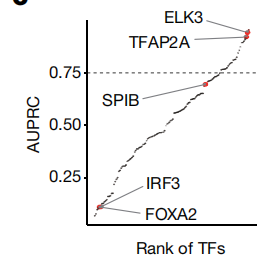 ELK3
TFAP2A
0.75
SPIB
0.50
AUPRC
0.25
IRF3
FOXA2
Rank of TFs